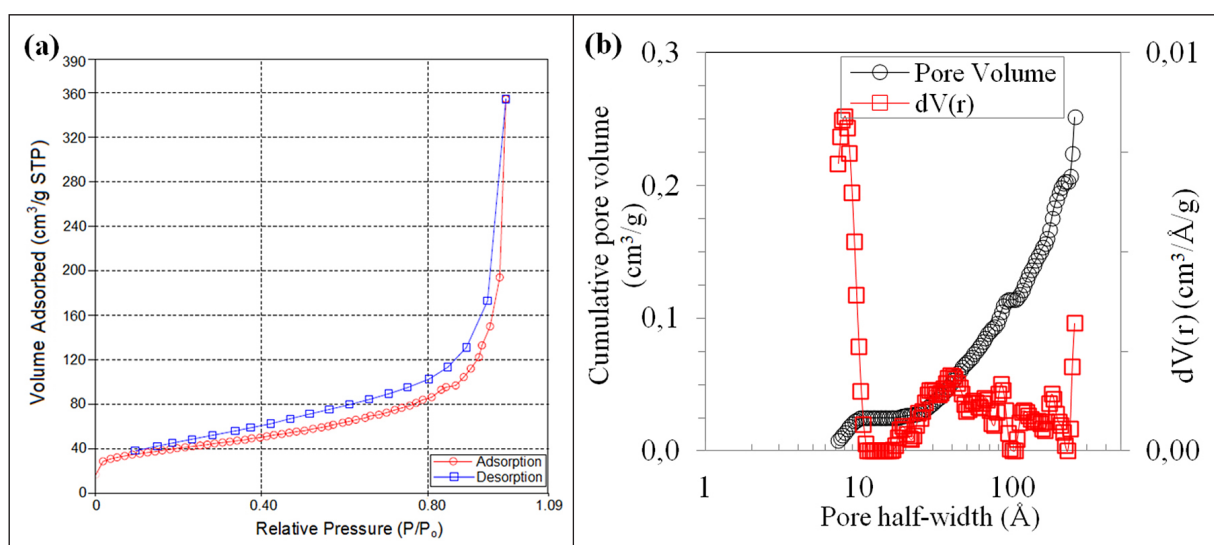 (a)
390
360
320
280
240
200
160
120
80
40
0
Volume Adsorbed (cm³/g STP)
0 0.40 0.80 1.09
Relative Pressure (P/Pₒ)
Adsorption
Desorption
(b)
0,3
0,2
0,1
0,0
Cumulative pore volume
(cm³/g)
Pore Volume
dV(r)
0,01
0,00
dV(r) (cm³/Å/g)
1 10 100
Pore half-width (Å)